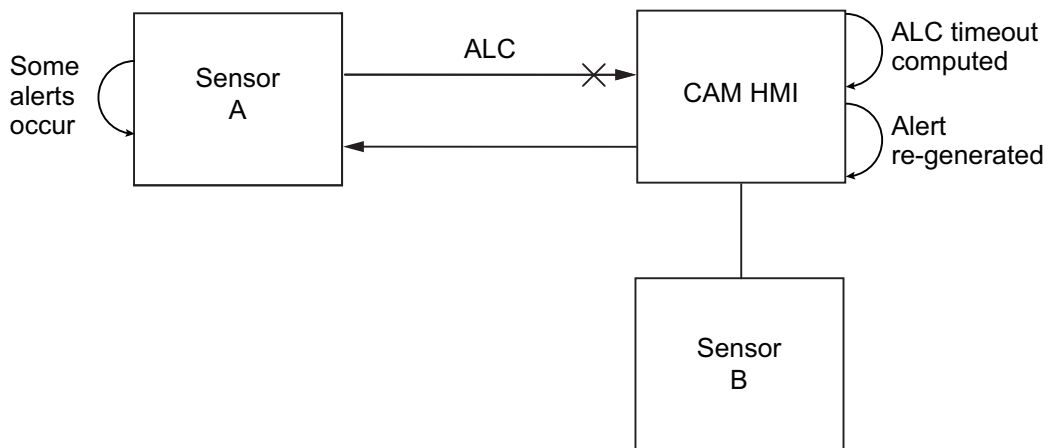 Some
alerts
occur
Sensor
A
ALC
CAM HMI
ALC timeout
computed
Alert
re-generated
Sensor
B